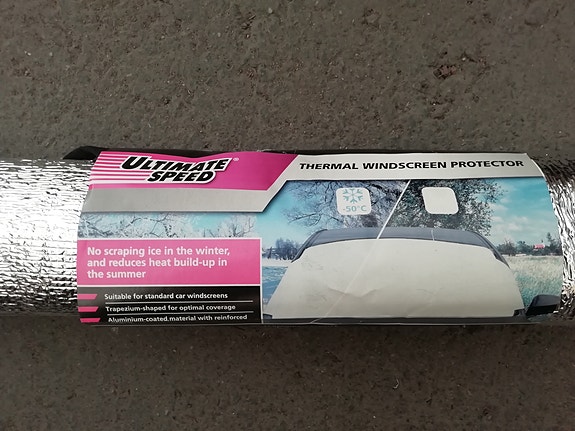 ULTIMATE SPEED®
THERMAL WINDSCREEN PROTECTOR
-50°C
No scraping ice in the winter,
and reduces heat build-up in
the summer
Suitable for standard car windscreens
Trapezium-shaped for optimal coverage
Aluminium-coated material with reinforced